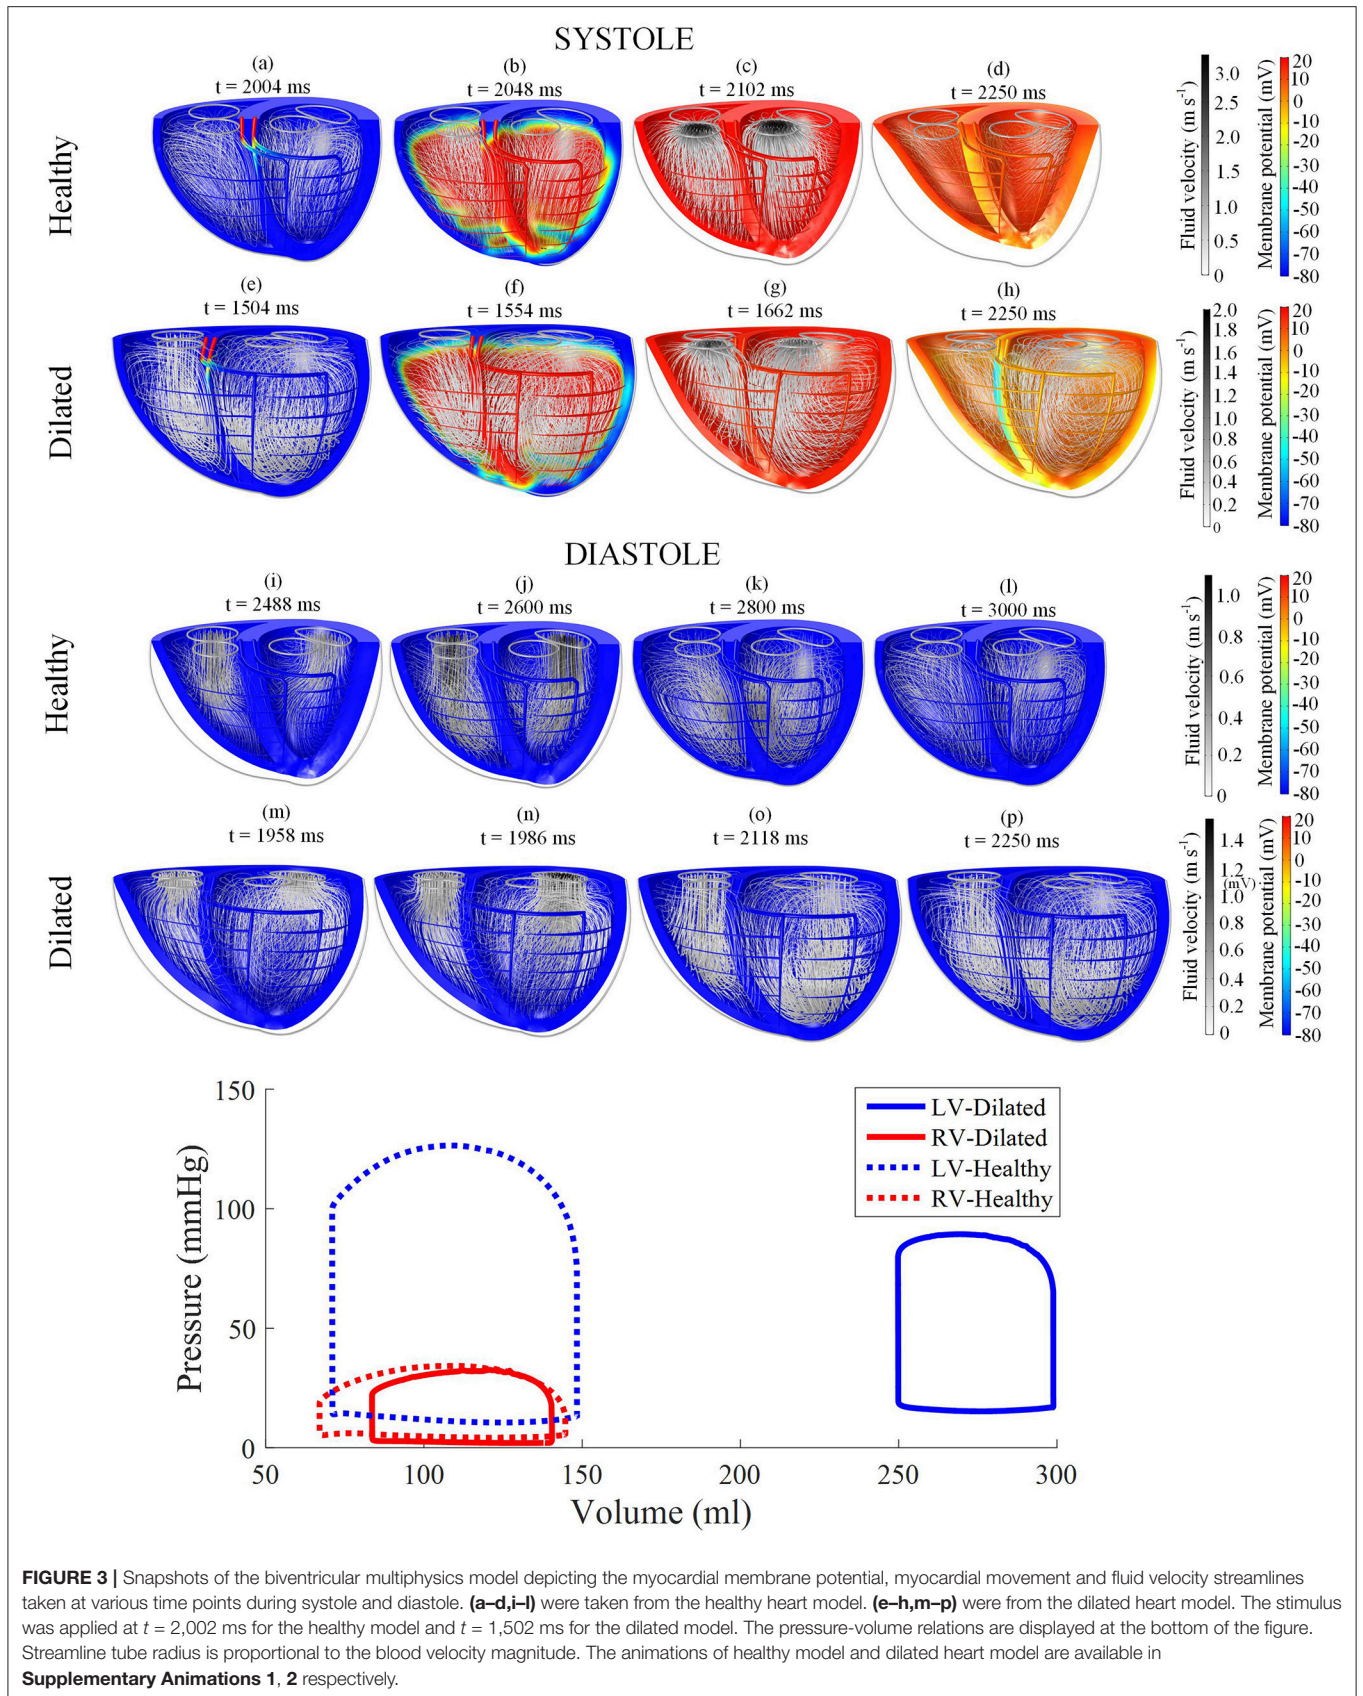 SYSTOLE
(a)
t = 2004 ms
(b)
t = 2048 ms
(c)
t = 2102 ms
(d)
t = 2250 ms
Healthy
Fluid velocity (m s⁻¹)
3.0
2.5
2.0
1.5
1.0
0.5
0
Membrane potential (mV)
20
10
0
-10
-20
-30
-40
-50
-60
-70
-80
(e)
t = 1504 ms
(f)
t = 1554 ms
(g)
t = 1662 ms
(h)
t = 2250 ms
Dilated
Fluid velocity (m s⁻¹)
2.0
1.8
1.6
1.4
1.2
1.0
0.8
0.6
0.4
0.2
0
Membrane potential (mV)
20
10
0
-10
-20
-30
-40
-50
-60
-70
-80
DIASTOLE
(i)
t = 2488 ms
(j)
t = 2600 ms
(k)
t = 2800 ms
(l)
t = 3000 ms
Healthy
Fluid velocity (m s⁻¹)
1.0
0.8
0.6
0.4
0.2
0
Membrane potential (mV)
20
10
0
-10
-20
-30
-40
-50
-60
-70
-80
(m)
t = 1958 ms
(n)
t = 1986 ms
(o)
t = 2118 ms
(p)
t = 2250 ms
Dilated
Fluid velocity (m s⁻¹)
1.4
1.2
(mV)
1.0
0.8
0.6
0.4
0.2
0
Membrane potential (mV)
20
10
0
-10
-20
-30
-40
-50
-60
-70
-80
Pressure (mmHg)
150
100
50
0
50
100
150
200
250
300
Volume (ml)
LV-Dilated
RV-Dilated
LV-Healthy
RV-Healthy
FIGURE 3 | Snapshots of the biventricular multiphysics model depicting the myocardial membrane potential, myocardial movement and fluid velocity streamlines
taken at various time points during systole and diastole. (a–d,i–l) were taken from the healthy heart model. (e–h,m–p) were from the dilated heart model. The stimulus
was applied at t = 2,002 ms for the healthy model and t = 1,502 ms for the dilated model. The pressure-volume relations are displayed at the bottom of the figure.
Streamline tube radius is proportional to the blood velocity magnitude. The animations of healthy model and dilated heart model are available in
Supplementary Animations 1, 2 respectively.